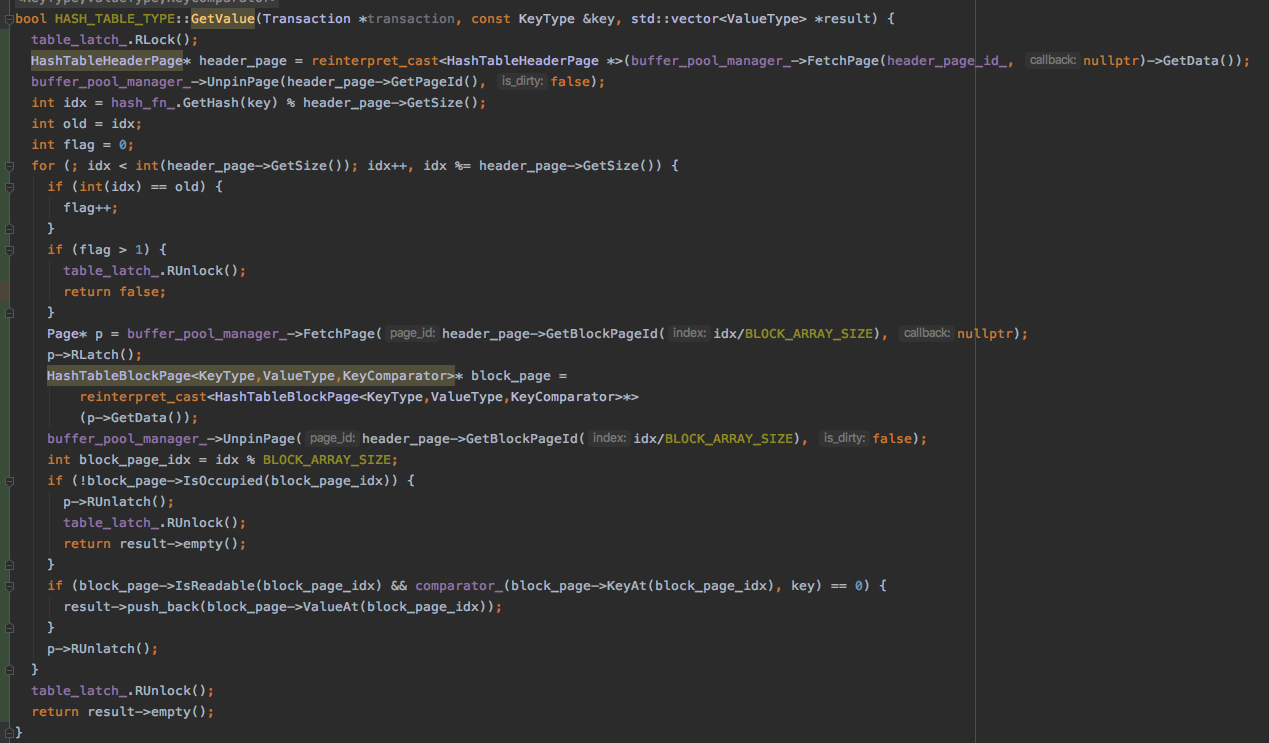 <KeyType,ValueType,KeyComparator>
bool HASH_TABLE_TYPE::GetValue(Transaction *transaction, const KeyType &key, std::vector<ValueType> *result) {
  table_latch_.RLock();
  HashTableHeaderPage* header_page = reinterpret_cast<HashTableHeaderPage *>(buffer_pool_manager_->FetchPage(header_page_id_, callback: nullptr)->GetData());
  buffer_pool_manager_->UnpinPage(header_page->GetPageId(), is_dirty: false);
  int idx = hash_fn_.GetHash(key) % header_page->GetSize();
  int old = idx;
  int flag = 0;
  for (; idx < int(header_page->GetSize()); idx++, idx %= header_page->GetSize()) {
    if (int(idx) == old) {
      flag++;
    }
    if (flag > 1) {
      table_latch_.RUnlock();
      return false;
    }
    Page* p = buffer_pool_manager_->FetchPage( page_id: header_page->GetBlockPageId( index: idx/BLOCK_ARRAY_SIZE), callback: nullptr);
    p->RLatch();
    HashTableBlockPage<KeyType,ValueType,KeyComparator>* block_page =
        reinterpret_cast<HashTableBlockPage<KeyType,ValueType,KeyComparator>*>
        (p->GetData());
    buffer_pool_manager_->UnpinPage( page_id: header_page->GetBlockPageId( index: idx/BLOCK_ARRAY_SIZE), is_dirty: false);
    int block_page_idx = idx % BLOCK_ARRAY_SIZE;
    if (!block_page->IsOccupied(block_page_idx)) {
      p->RUnlatch();
      table_latch_.RUnlock();
      return result->empty();
    }
    if (block_page->IsReadable(block_page_idx) && comparator_(block_page->KeyAt(block_page_idx), key) == 0) {
      result->push_back(block_page->ValueAt(block_page_idx));
    }
    p->RUnlatch();
  }
  table_latch_.RUnlock();
  return result->empty();
}